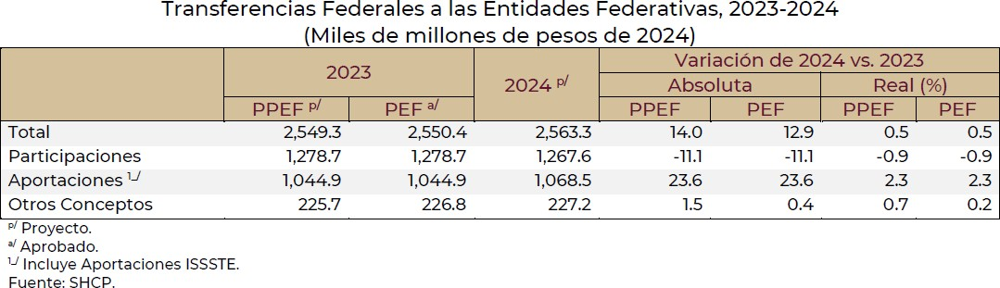 Transferencias Federales a las Entidades Federativas, 2023-2024
(Miles de millones de pesos de 2024)
2023 2024 p/ Variación de 2024 vs. 2023
Absoluta Real (%)
PPEF p/ PEF a/ PPEF PEF PPEF PEF
Total 2,549.3 2,550.4 2,563.3 14.0 12.9 0.5 0.5
Participaciones 1,278.7 1,278.7 1,267.6 -11.1 -11.1 -0.9 -0.9
Aportaciones 1_/ 1,044.9 1,044.9 1,068.5 23.6 23.6 2.3 2.3
Otros Conceptos 225.7 226.8 227.2 1.5 0.4 0.7 0.2
p/ Proyecto.
a/ Aprobado.
1_/ Incluye Aportaciones ISSSTE.
Fuente: SHCP.